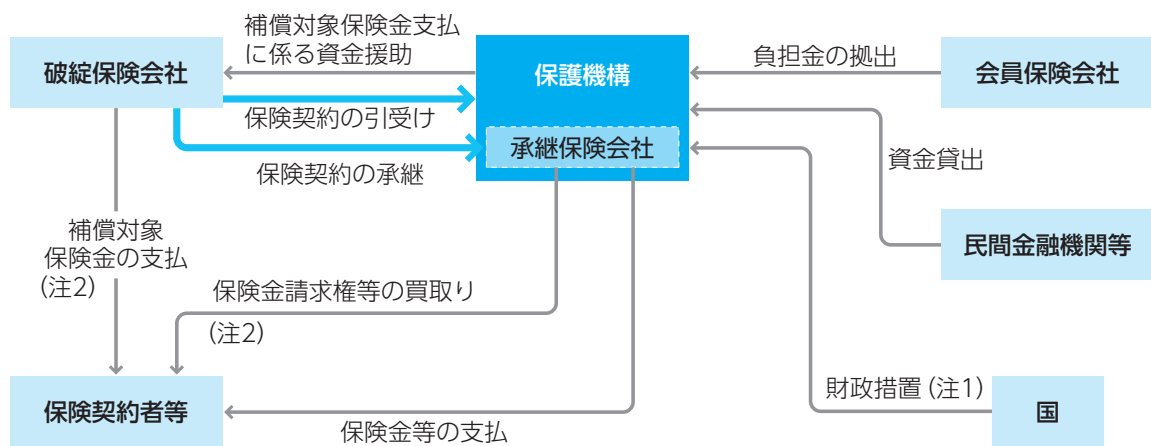 補償対象保険金支払
に係る資金援助
破綻保険会社
保護機構
負担金の拠出
会員保険会社
保険契約の引受け
承継保険会社
保険契約の承継
資金貸出
補償対象
保険金の支払
(注2)
民間金融機関等
保険金請求権等の買取り
(注2)
財政措置(注1)
保険契約者等
国
保険金等の支払